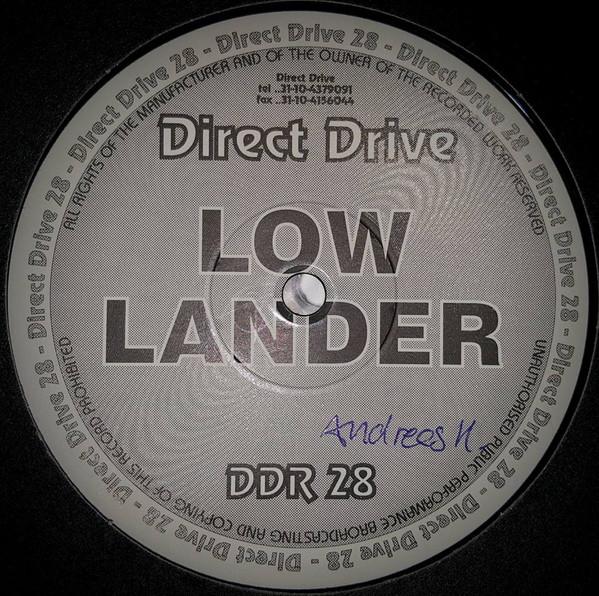 Direct Drive 28 - Direct Drive 28 - Direct Drive 28 - Direct Drive 28 - Direct Drive 28 - Direct Drive 28 - Direct Drive 28 - Direct Drive 28 -
ALL RIGHTS OF THE MANUFACTURER AND OF THE OWNER OF THE RECORDED WORK RESERVED
Direct Drive
tel ..31-10-4379091
fax ..31-10-4156044
Direct Drive
LOW
LANDER
Andreas H.
DDR 28
UNAUTHORISED PUBLIC PERFORMANCE BROADCASTING AND COPYING OF THIS RECORD PROHIBITED